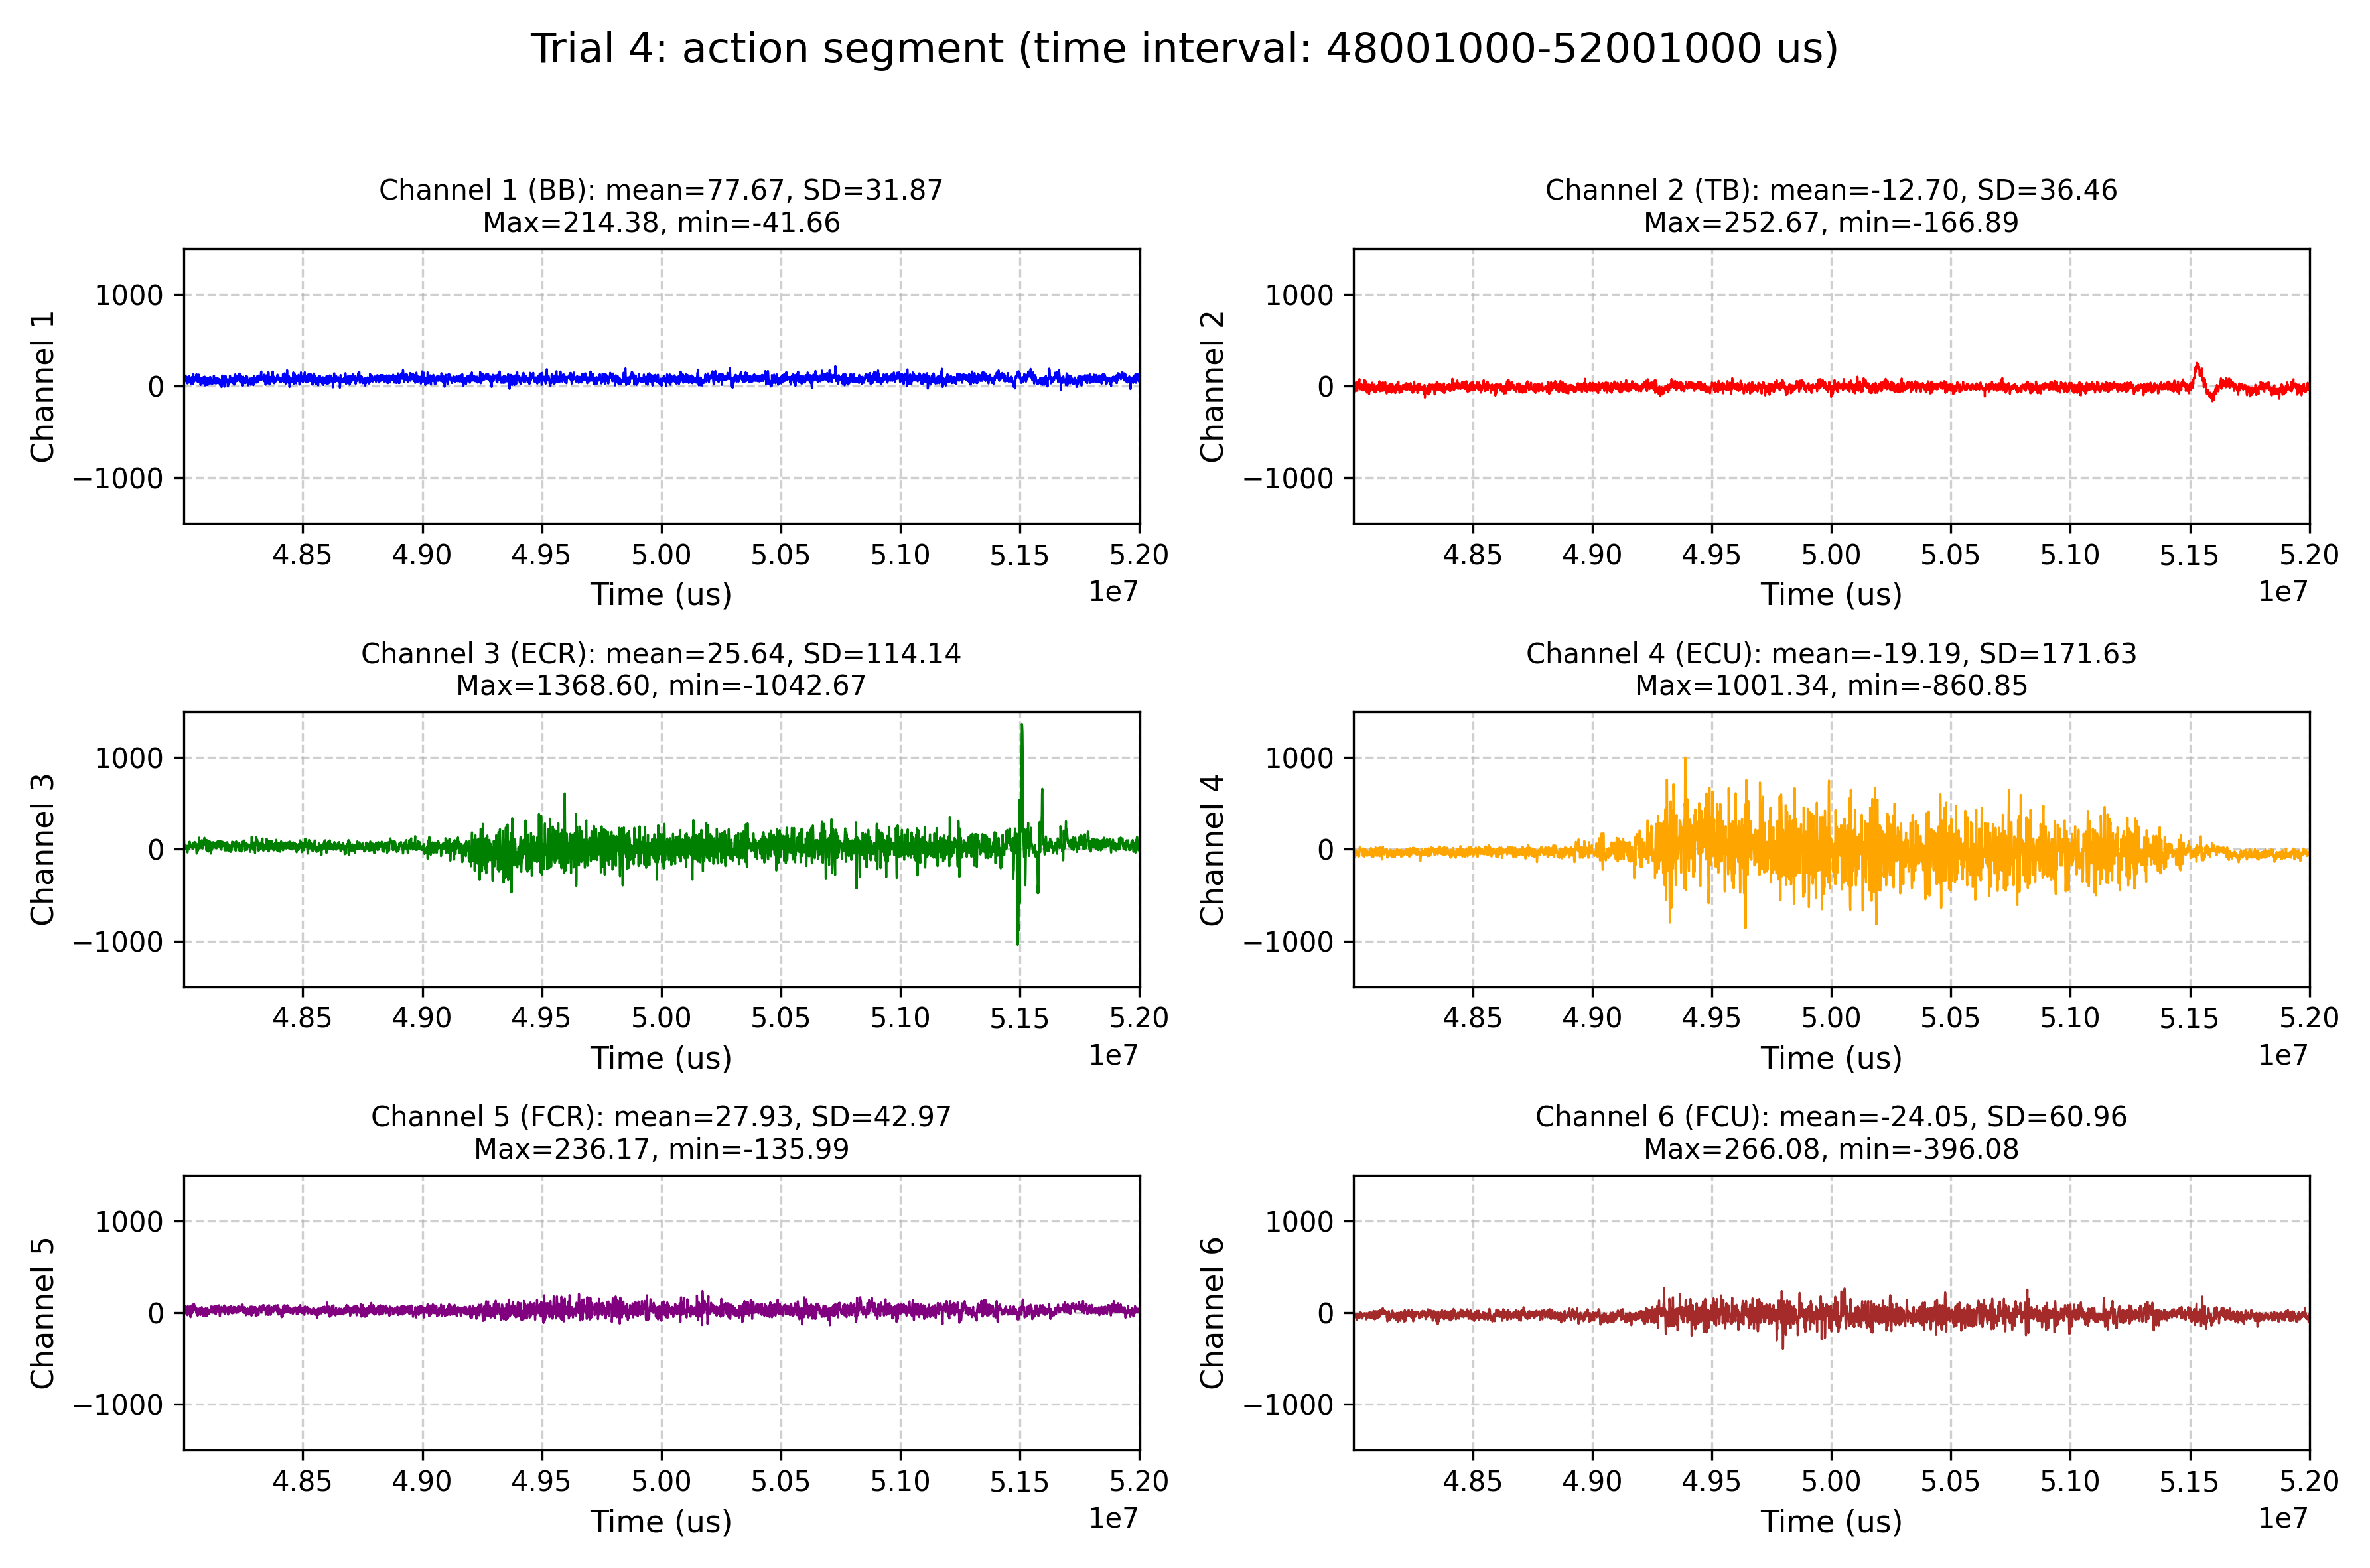 Trial 4: action segment (time interval: 48001000-52001000 us)
Channel 1 (BB): mean=77.67, SD=31.87
Max=214.38, min=-41.66
Channel 1
1000
0
−1000
4.85 4.90 4.95 5.00 5.05 5.10 5.15 5.20
1e7
Time (us)
Channel 2 (TB): mean=-12.70, SD=36.46
Max=252.67, min=-166.89
Channel 2
1000
0
−1000
4.85 4.90 4.95 5.00 5.05 5.10 5.15 5.20
1e7
Time (us)
Channel 3 (ECR): mean=25.64, SD=114.14
Max=1368.60, min=-1042.67
Channel 3
1000
0
−1000
4.85 4.90 4.95 5.00 5.05 5.10 5.15 5.20
1e7
Time (us)
Channel 4 (ECU): mean=-19.19, SD=171.63
Max=1001.34, min=-860.85
Channel 4
1000
0
−1000
4.85 4.90 4.95 5.00 5.05 5.10 5.15 5.20
1e7
Time (us)
Channel 5 (FCR): mean=27.93, SD=42.97
Max=236.17, min=-135.99
Channel 5
1000
0
−1000
4.85 4.90 4.95 5.00 5.05 5.10 5.15 5.20
1e7
Time (us)
Channel 6 (FCU): mean=-24.05, SD=60.96
Max=266.08, min=-396.08
Channel 6
1000
0
−1000
4.85 4.90 4.95 5.00 5.05 5.10 5.15 5.20
1e7
Time (us)